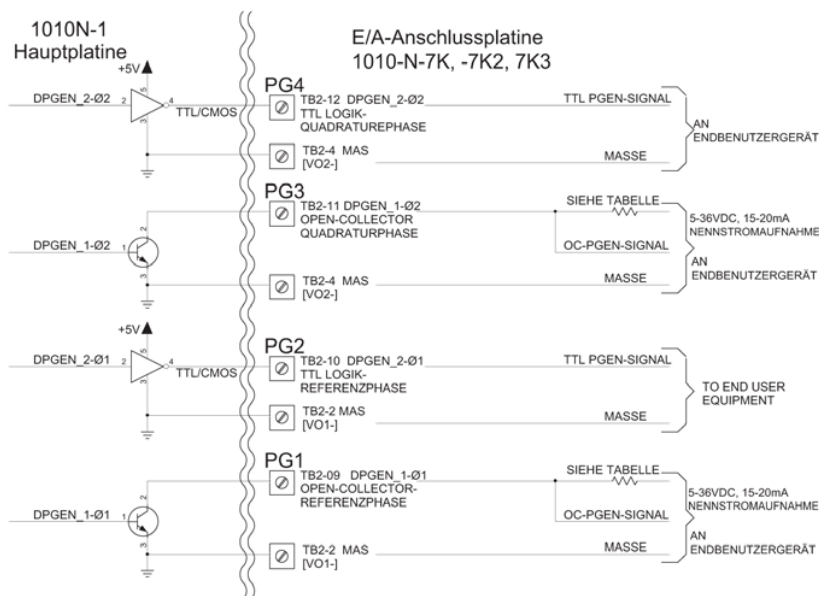 1010N-1
Hauptplatine
E/A-Anschlussplatine
1010-N-7K, -7K2, 7K3
+5V
DPGEN_2-Ø2
2
5
4
3
TTL/CMOS
PG4
TB2-12 DPGEN_2-Ø2
TTL LOGIK-
QUADRATUREPHASE
TTL PGEN-SIGNAL
TB2-4 MAS
[VO2-]
MASSE
AN
ENDBENUTZERGERÄT
PG3
TB2-11 DPGEN_1-Ø2
OPEN-COLLECTOR
QUADRATURPHASE
SIEHE TABELLE
DPGEN_1-Ø2
1
2
3
OC-PGEN-SIGNAL
TB2-4 MAS
[VO2-]
MASSE
5-36VDC, 15-20mA
NENNSTROMAUFNAHME
AN
ENDBENUTZERGERÄT
+5V
DPGEN_2-Ø1
2
5
4
3
TTL/CMOS
PG2
TB2-10 DPGEN_2-Ø1
TTL LOGIK-
REFERENZPHASE
TTL PGEN-SIGNAL
TB2-2 MAS
[VO1-]
MASSE
TO END USER
EQUIPMENT
PG1
TB2-09 DPGEN_1-Ø1
OPEN-COLLECTOR-
REFERENZPHASE
SIEHE TABELLE
DPGEN_1-Ø1
1
2
3
OC-PGEN-SIGNAL
TB2-2 MAS
[VO1-]
MASSE
5-36VDC, 15-20mA
NENNSTROMAUFNAHME
AN
ENDBENUTZERGERÄT